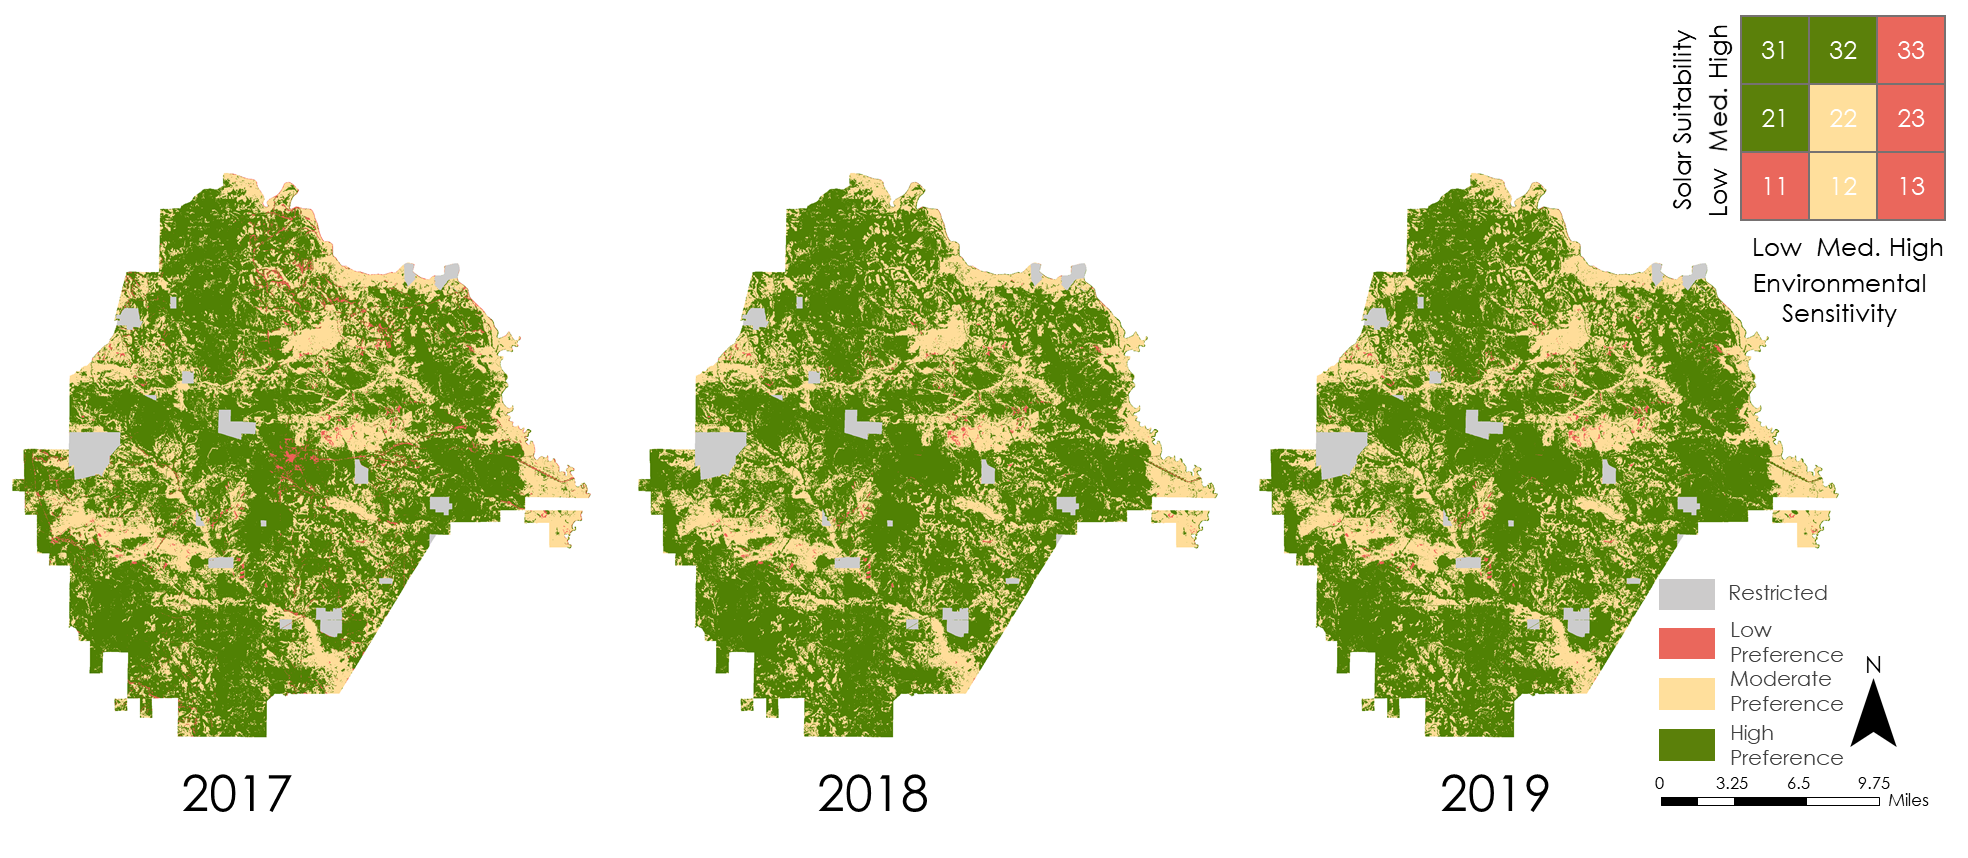 Solar Suitability
Low Med. High
31 32 33
21 22 23
11 12 13
Low Med. High
Environmental
Sensitivity
Restricted
Low
Preference
Moderate
Preference
High
Preference
N
0 3.25 6.5 9.75
Miles
2017 2018 2019